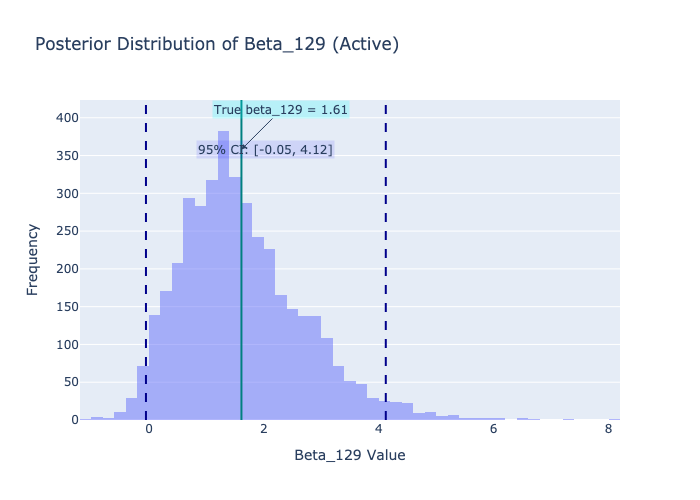 Posterior Distribution of Beta_129 (Active)
True beta_129 = 1.61
95% CI: [-0.05, 4.12]
400
350
300
250
200
150
100
50
0
Frequency
0 2 4 6 8
Beta_129 Value